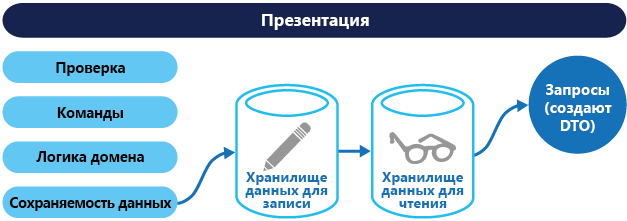 Презентация
Проверка
Команды
Логика домена
Сохраняемость данных
Хранилище
данных для
записи
Хранилище
данных для
чтения
Запросы
(создают
DTO)